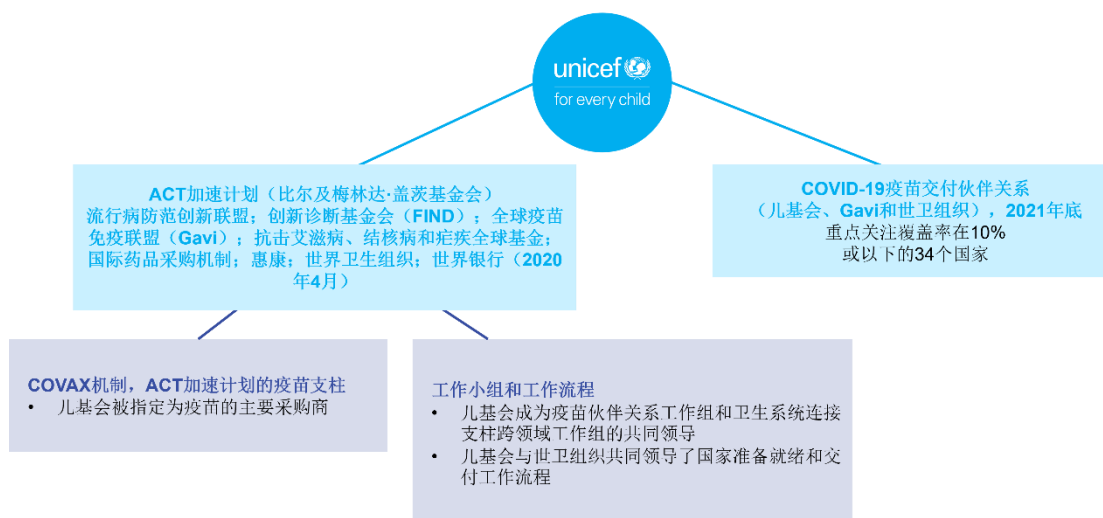 unicef
for every child
ACT加速计划（比尔及梅林达·盖茨基金会）
流行病防范创新联盟；创新诊断基金会（FIND）；全球疫苗
免疫联盟（Gavi）；抗击艾滋病、结核病和疟疾全球基金；
国际药品采购机制；惠康；世界卫生组织；世界银行（2020
年4月）
COVID-19疫苗交付伙伴关系
（儿基会、Gavi和世卫组织），2021年底
重点关注覆盖率在10%
或以下的34个国家
COVAX机制，ACT加速计划的疫苗支柱
• 儿基会被指定为疫苗的主要采购商
工作小组和工作流程
• 儿基会成为疫苗伙伴关系工作组和卫生系统连接
支柱跨领域工作组的共同领导
• 儿基会与世卫组织共同领导了国家准备就绪和交
付工作流程